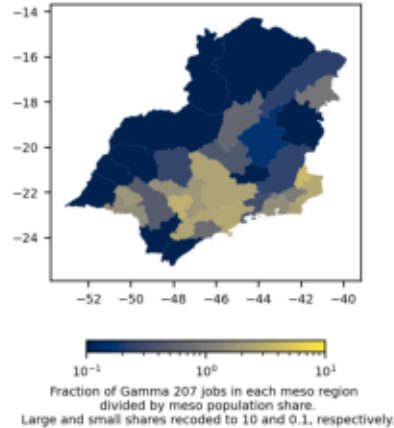 −14
−16
−18
−20
−22
−24
−52 −50 −48 −46 −44 −42 −40
10⁻¹ 10⁰ 10¹
Fraction of Gamma 207 jobs in each meso region
divided by meso population share.
Large and small shares recoded to 10 and 0.1, respectively.